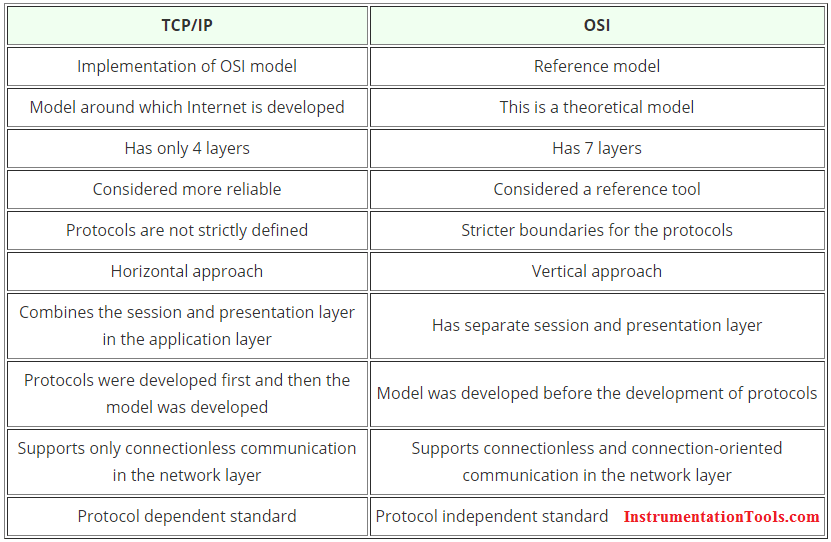 TCP/IP OSI
Implementation of OSI model Reference model
Model around which Internet is developed This is a theoretical model
Has only 4 layers Has 7 layers
Considered more reliable Considered a reference tool
Protocols are not strictly defined Stricter boundaries for the protocols
Horizontal approach Vertical approach
Combines the session and presentation layer
in the application layer
Has separate session and presentation layer
Protocols were developed first and then the
model was developed
Model was developed before the development of protocols
Supports only connectionless communication
in the network layer
Supports connectionless and connection-oriented
communication in the network layer
Protocol dependent standard Protocol independent standard InstrumentationTools.com